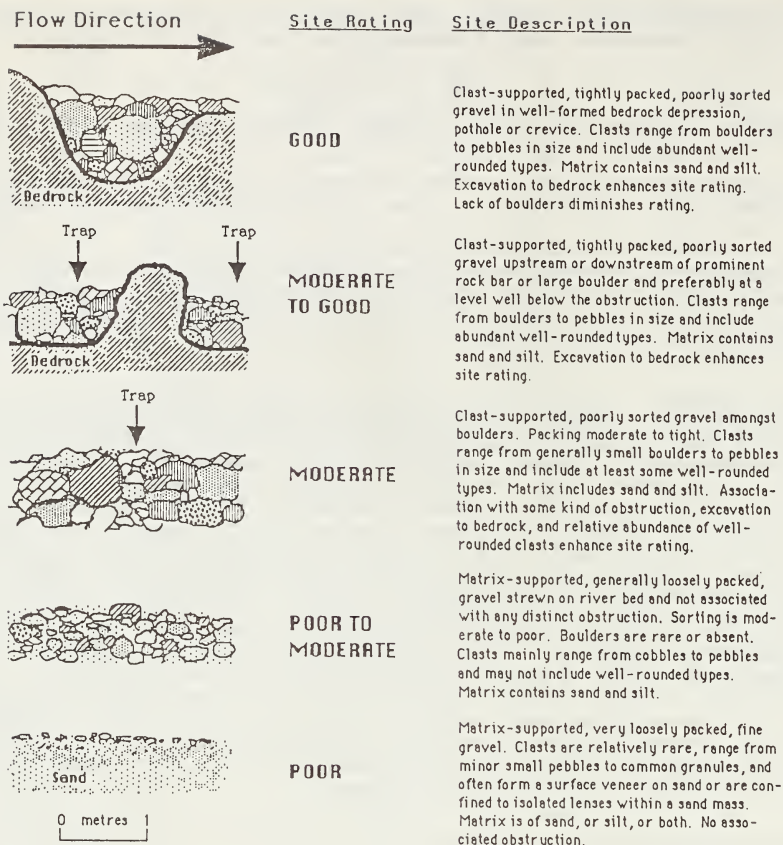 Flow Direction
Site Rating
Site Description
Bedrock
GOOD
Clast-supported, tightly packed, poorly sorted
gravel in well-formed bedrock depression,
pothole or crevice. Clasts range from boulders
to pebbles in size and include abundant well-
rounded types. Matrix contains sand and silt.
Excavation to bedrock enhances site rating.
Lack of boulders diminishes rating.
Trap
Trap
Bedrock
MODERATE
TO GOOD
Clast-supported, tightly packed, poorly sorted
gravel upstream or downstream of prominent
rock bar or large boulder and preferably at a
level well below the obstruction. Clasts range
from boulders to pebbles in size and include
abundant well-rounded types. Matrix contains
sand and silt. Excavation to bedrock enhances
site rating.
Trap
MODERATE
Clast-supported, poorly sorted gravel amongst
boulders. Packing moderate to tight. Clasts
range from generally small boulders to pebbles
in size and include at least some well-rounded
types. Matrix includes sand and silt. Associa-
tion with some kind of obstruction, excavation
to bedrock, and relative abundance of well-
rounded clasts enhance site rating.
POOR TO
MODERATE
Matrix-supported, generally loosely packed,
gravel strewn on river bed and not associated
with any distinct obstruction. Sorting is mod-
erate to poor. Boulders are rare or absent.
Clasts mainly range from cobbles to pebbles
and may not include well-rounded types.
Matrix contains sand and silt.
Sand
POOR
Matrix-supported, very loosely packed, fine
gravel. Clasts are relatively rare, range from
minor small pebbles to common granules, and
often form a surface veneer on sand or are con-
fined to isolated lenses within a sand mass.
Matrix is of sand, or silt, or both. No asso-
ciated obstruction.
0 metres 1